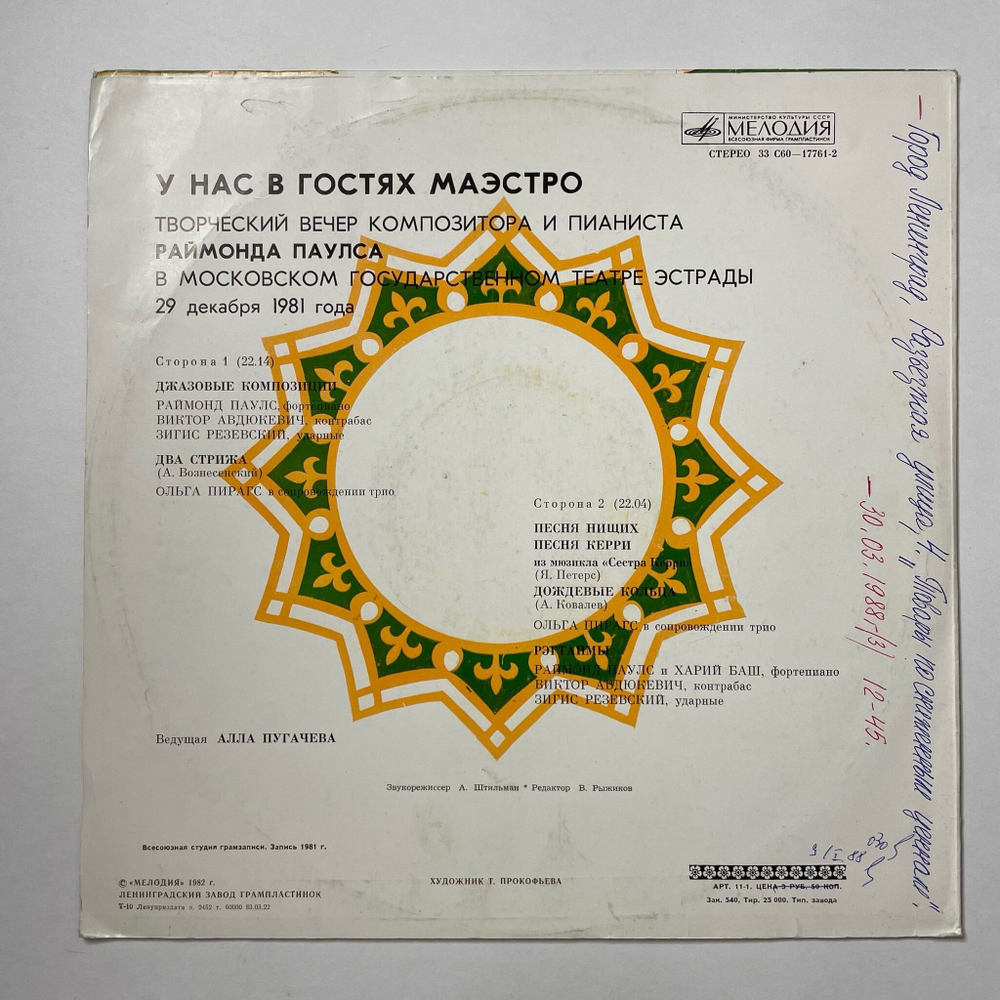 МИНИСТЕРСТВО КУЛЬТУРЫ СССР
МЕЛОДИЯ
ВСЕСОЮЗНАЯ ФИРМА ГРАМПЛАСТИНОК
СТЕРЕО 33 С60—17761-2
У НАС В ГОСТЯХ МАЭСТРО
ТВОРЧЕСКИЙ ВЕЧЕР КОМПОЗИТОРА И ПИАНИСТА
РАЙМОНДА ПАУЛСА
В МОСКОВСКОМ ГОСУДАРСТВЕННОМ ТЕАТРЕ ЭСТРАДЫ
29 декабря 1981 года
Сторона 1 (22.14)
ДЖАЗОВЫЕ КОМПОЗИЦИИ
РАЙМОНД ПАУЛС, фортепиано
ВИКТОР АВДЮКЕВИЧ, контрабас
ЗИГИС РЕЗЕВСКИЙ, ударные
ДВА СТРИЖА
(А. Вознесенский)
ОЛЬГА ПИРАГС в сопровождении трио
Сторона 2 (22.04)
ПЕСНЯ НИЩИХ
ПЕСНЯ КЕРРИ
из мюзикла «Сестра Керри»
(Я. Петерс)
ДОЖДЕВЫЕ КОЛЬЦА
(А. Ковалев)
ОЛЬГА ПИРАГС в сопровождении трио
РЭГТАЙМЫ
РАЙМОНД ПАУЛС и ХАРИЙ БАШ, фортепиано
ВИКТОР АВДЮКЕВИЧ, контрабас
ЗИГИС РЕЗЕВСКИЙ, ударные
Ведущая АЛЛА ПУГАЧЕВА
Звукорежиссер А. Штильман * Редактор В. Рыжиков
Всесоюзная студия грамзаписи. Запись 1981 г.
© «МЕЛОДИЯ» 1982 г.
ЛЕНИНГРАДСКИЙ ЗАВОД ГРАМПЛАСТИНОК
Т-10 Ленуприздата з. 2452 т. 60000 83.03.22
ХУДОЖНИК Т. ПРОКОФЬЕВА
АРТ. 11-1. ЦЕНА 3 РУБ. 50 КОП.
Зак. 540, Тир. 25 000. Тип. завода
— Город Ленинград, Разъезжая улица, 4. „Товары по сниженным ценам".
— 30.03.1988г. (3) 12-45.
3/I 88